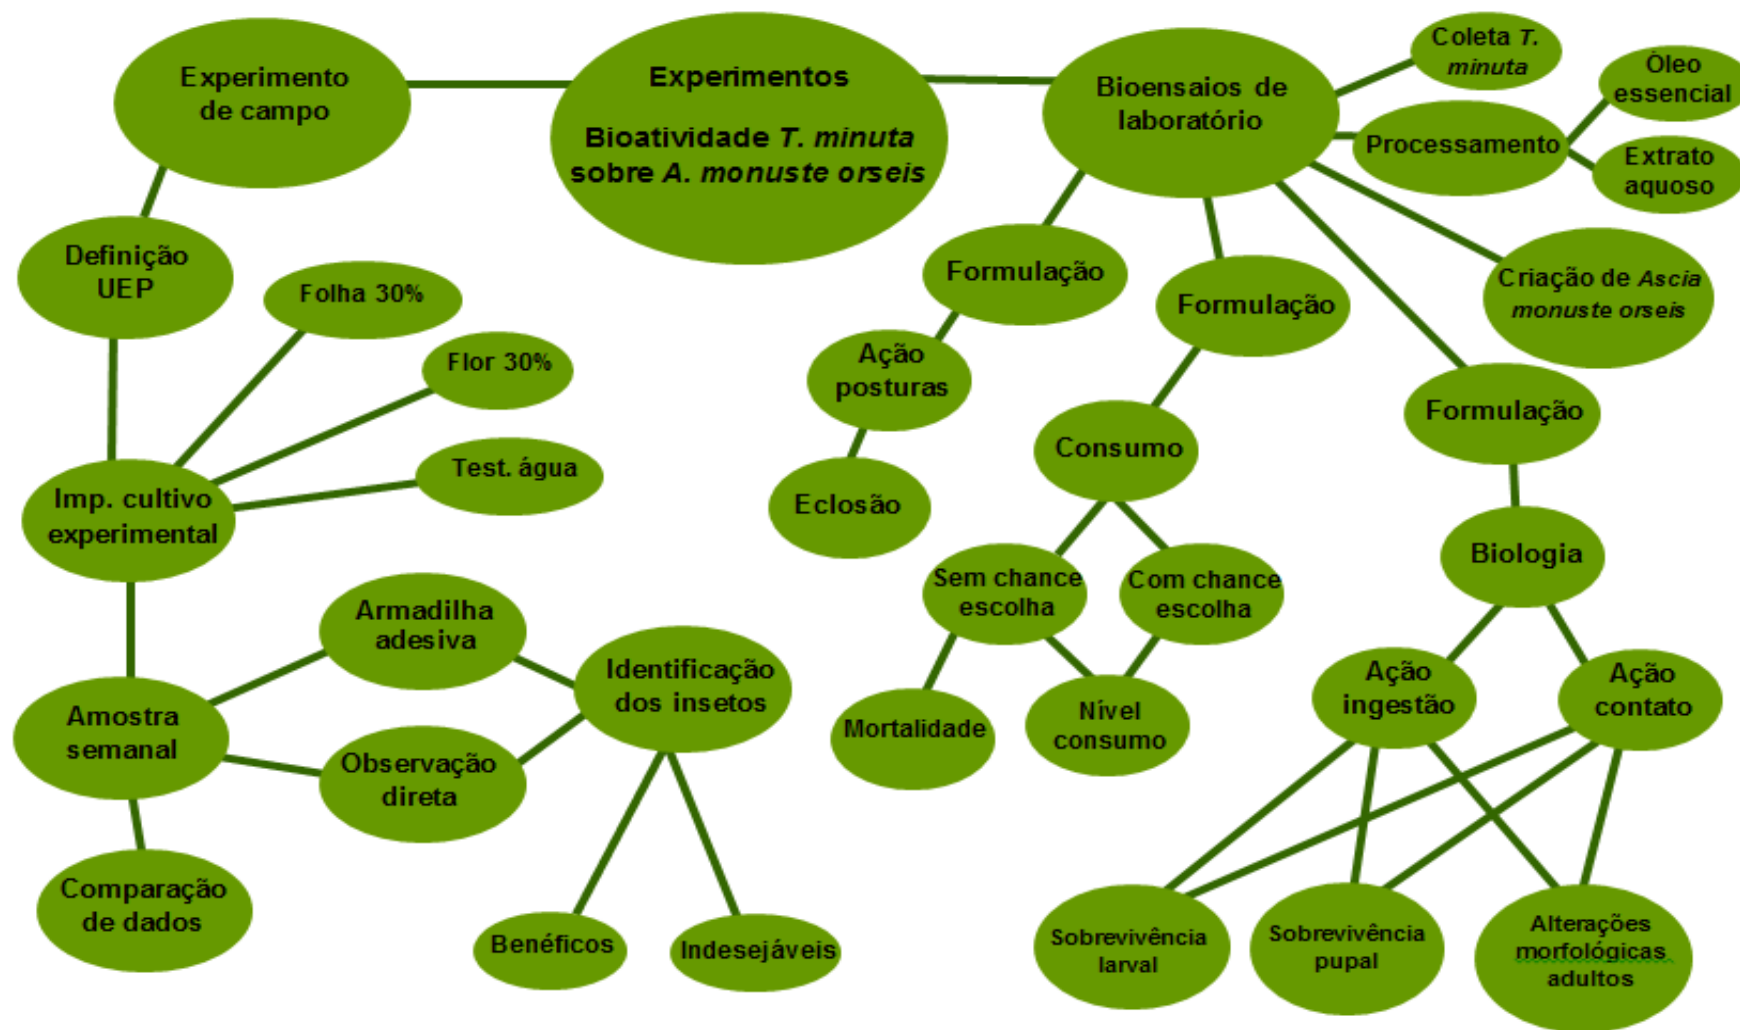 Experimentos
Bioatividade T. minuta
sobre A. monuste orseis
Experimento
de campo
Definição
UEP
Folha 30%
Flor 30%
Test. água
Imp. cultivo
experimental
Armadilha
adesiva
Identificação
dos insetos
Amostra
semanal
Observação
direta
Comparação
de dados
Benéficos
Indesejáveis
Bioensaios de
laboratório
Coleta T.
minuta
Óleo
essencial
Processamento
Extrato
aquoso
Criação de Ascia
monuste orseis
Formulação
Ação
posturas
Eclosão
Formulação
Consumo
Sem chance
escolha
Com chance
escolha
Mortalidade
Nível
consumo
Formulação
Biologia
Ação
ingestão
Ação
contato
Sobrevivência
larval
Sobrevivência
pupal
Alterações
morfológicas
adultos